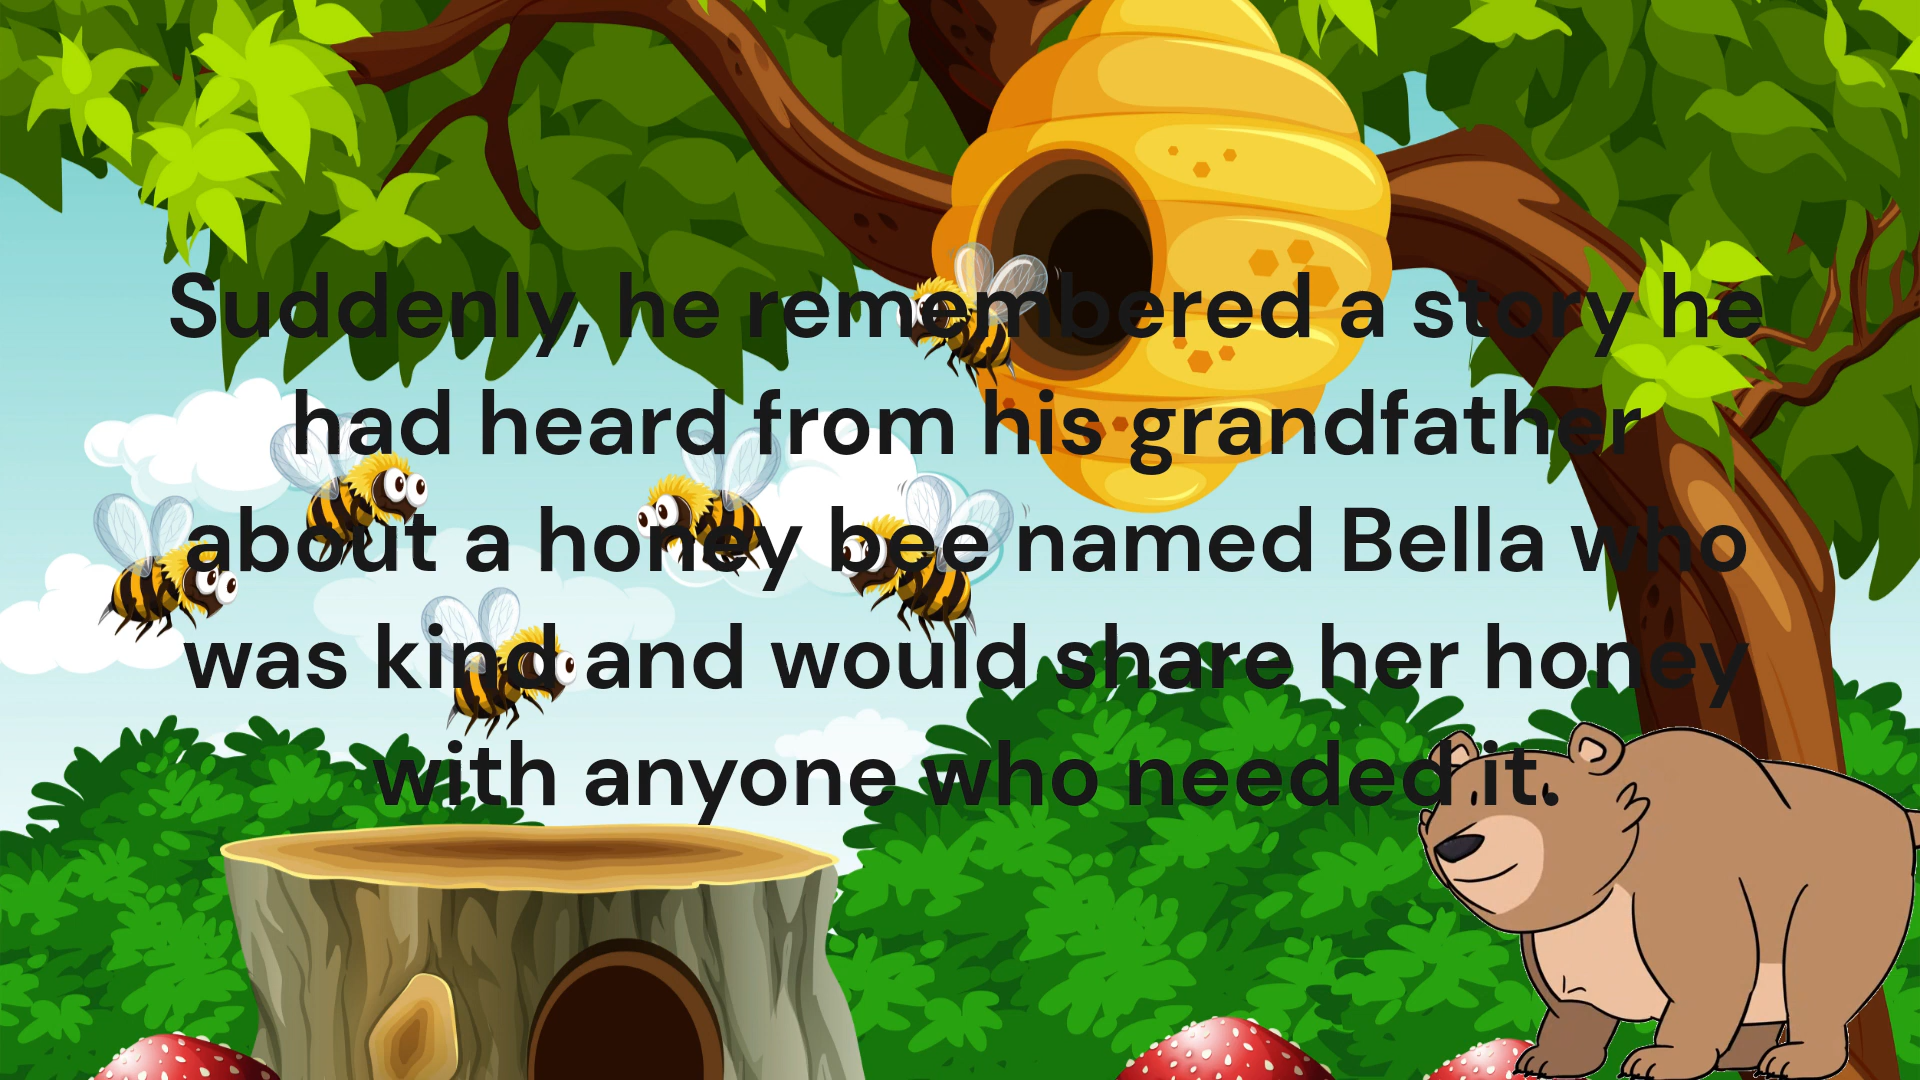 Suddenly, he remembered a story he
had heard from his grandfather
about a honey bee named Bella who
was kind and would share her honey
with anyone who needed it.